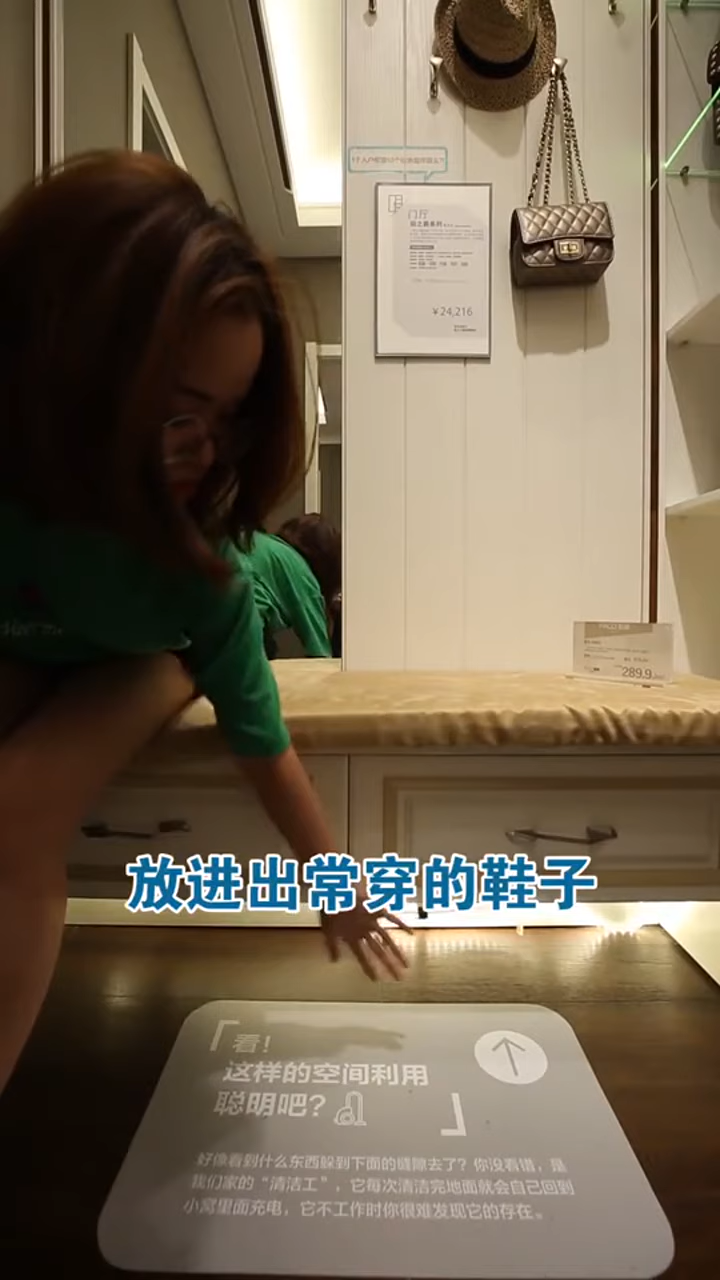 门厅
¥24,216
289.9
放进出常穿的鞋子
看!
这样的空间利用
聪明吧?
好像看到什么东西躲到下面的缝隙去了?你没看错,是
我们家的“清洁工”,它每次清洁完地面就会自己回到
小窝里面充电,它不工作时你很难发现它的存在。